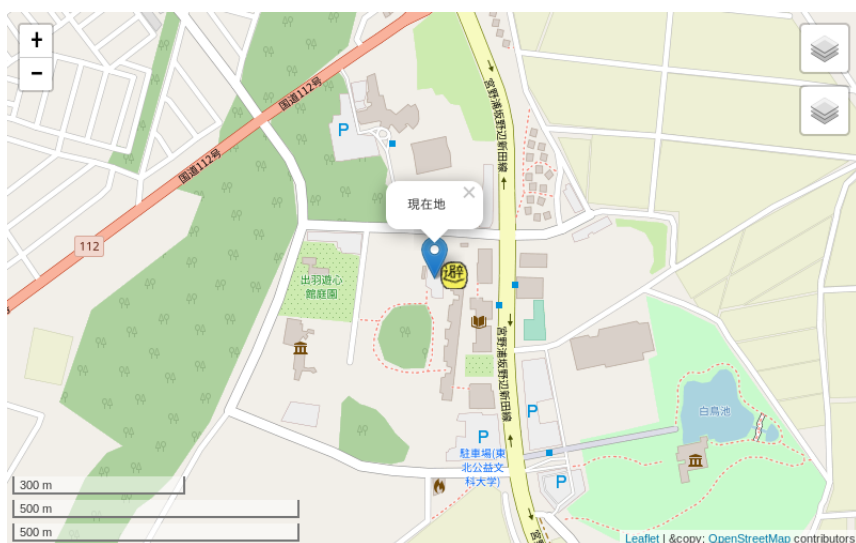 +
−
国道112号
国道112号
112
宮野浦坂野辺新田線
P
現在地
×
避
出羽遊心
館庭園
宮野浦坂野辺新田線
白鳥池
P
P
駐車場(東
北公益文
科大学)
P
300 m
500 m
500 m
宮
Leaflet | &copy; OpenStreetMap contributors